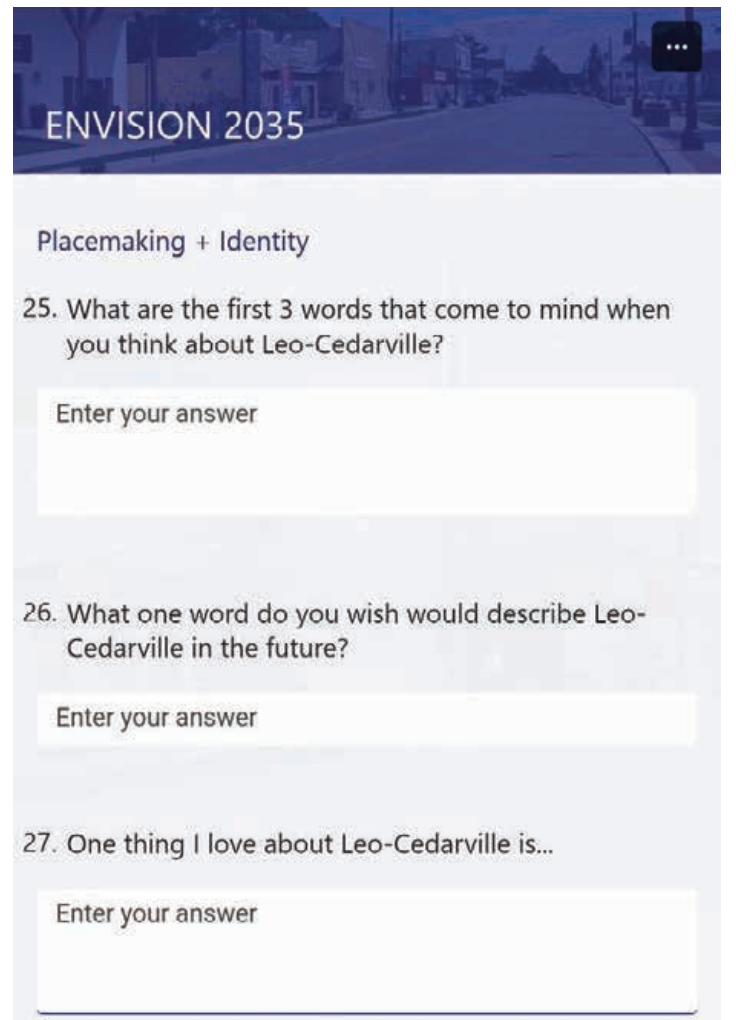 ENVISION 2035
Placemaking + Identity
25. What are the first 3 words that come to mind when
you think about Leo-Cedarville?
Enter your answer
26. What one word do you wish would describe Leo-
Cedarville in the future?
Enter your answer
27. One thing I love about Leo-Cedarville is...
Enter your answer